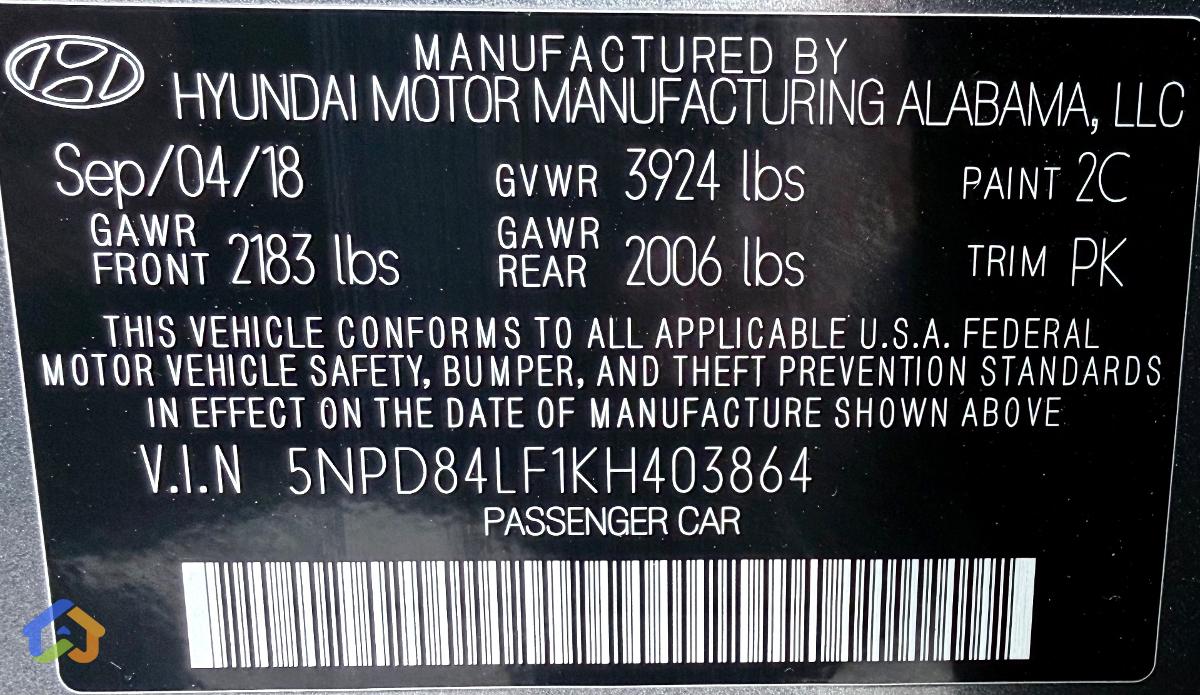 MANUFACTURED BY
HYUNDAI MOTOR MANUFACTURING ALABAMA, LLC
Sep/04/18 GVWR 3924 lbs PAINT 2C
GAWR FRONT 2183 lbs GAWR REAR 2006 lbs TRIM PK
THIS VEHICLE CONFORMS TO ALL APPLICABLE U.S.A. FEDERAL
MOTOR VEHICLE SAFETY, BUMPER, AND THEFT PREVENTION STANDARDS
IN EFFECT ON THE DATE OF MANUFACTURE SHOWN ABOVE
V.I.N 5NPD84LF1KH403864
PASSENGER CAR